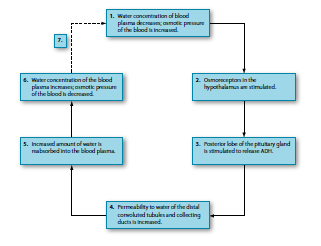 1. Water concentration of blood
plasma decreases; osmotic pressure
of the blood is increased.
7.
6. Water concentration of the blood
plasma increases; osmotic pressure
of the blood is decreased.
2. Osmoreceptors in the
hypothalamus are stimulated.
5. Increased amount of water is
reabsorbed into the blood plasma.
3. Posterior lobe of the pituitary gland
is stimulated to release ADH.
4. Permeability to water of the distal
convoluted tubules and collecting
ducts is increased.